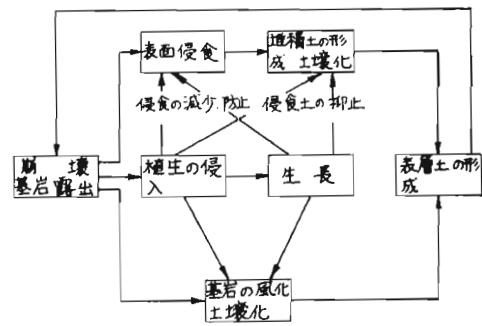 表面侵食
堆積土の形
成 土壌化
侵食の減少.防止
侵食土の抑止
崩壊
基岩露出
植生の侵
入
生長
表層土の形
成
基岩の風化
土壌化